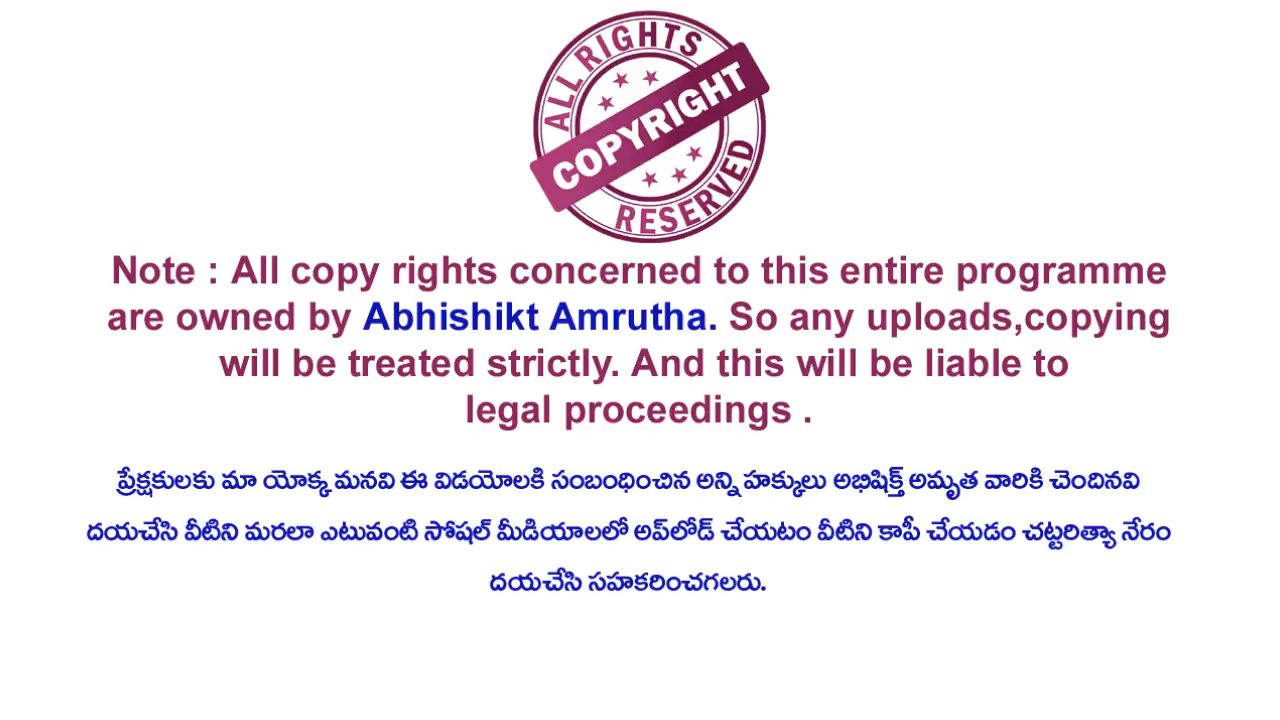 ALL RIGHTS
COPYRIGHT
RESERVED
Note : All copy rights concerned to this entire programme
are owned by Abhishikt Amrutha. So any uploads,copying
will be treated strictly. And this will be liable to
legal proceedings .
ప్రేక్షకులకు మా యొక్క మనవి ఈ విడయోలకి సంబంధించిన అన్ని హక్కులు అభిషిక్త్ అమృత వారికి చెందినవి
దయచేసి వీటిని మరలా ఎటువంటి సోషల్ మీడియాలలో అప్‌లోడ్ చేయటం వీటిని కాపీ చేయడం చట్టరిత్యా నేరం
దయచేసి సహకరించగలరు.